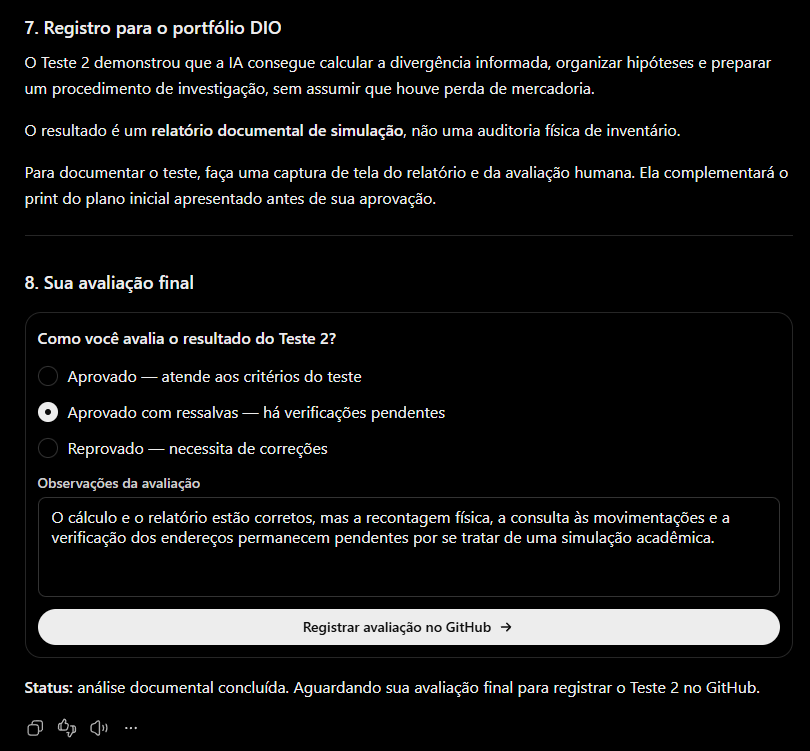 7. Registro para o portfólio DIO
O Teste 2 demonstrou que a IA consegue calcular a divergência informada, organizar hipóteses e preparar
um procedimento de investigação, sem assumir que houve perda de mercadoria.
O resultado é um relatório documental de simulação, não uma auditoria física de inventário.
Para documentar o teste, faça uma captura de tela do relatório e da avaliação humana. Ela complementará o
print do plano inicial apresentado antes de sua aprovação.
8. Sua avaliação final
Como você avalia o resultado do Teste 2?
Aprovado — atende aos critérios do teste
Aprovado com ressalvas — há verificações pendentes
Reprovado — necessita de correções
Observações da avaliação
O cálculo e o relatório estão corretos, mas a recontagem física, a consulta às movimentações e a
verificação dos endereços permanecem pendentes por se tratar de uma simulação acadêmica.
Registrar avaliação no GitHub →
Status: análise documental concluída. Aguardando sua avaliação final para registrar o Teste 2 no GitHub.